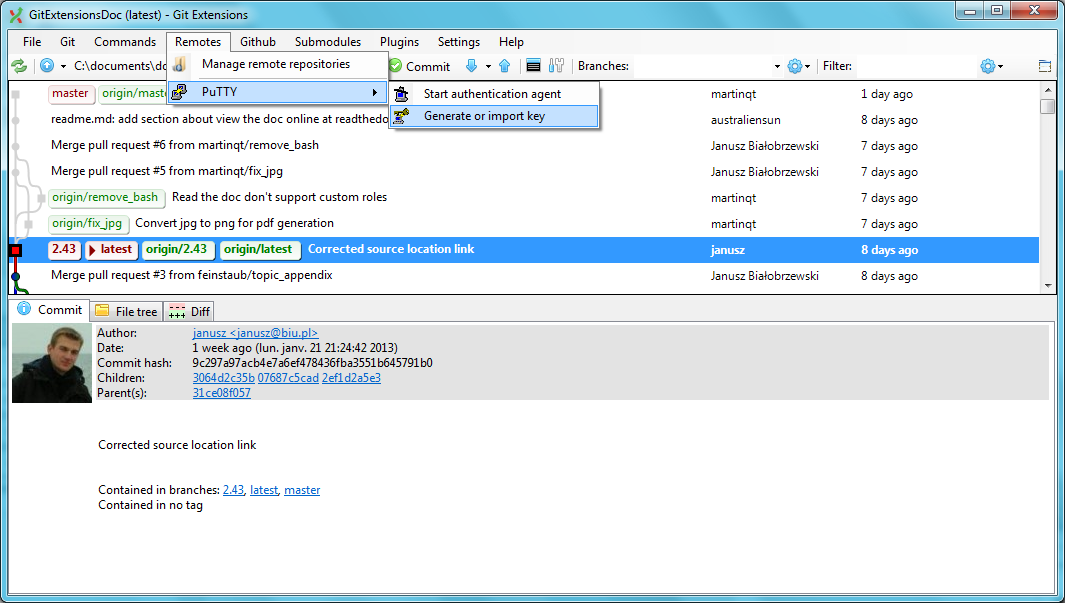 GitExtensionsDoc (latest) - Git Extensions
File Git Commands Remotes Github Submodules Plugins Settings Help
C:\documents\do Manage remote repositories Commit Branches: Filter:
PuTTY
Start authentication agent
Generate or import key
master origin/maste martinqt 1 day ago
readme.md: add section about view the doc online at readthedo australiensun 8 days ago
Merge pull request #6 from martinqt/remove_bash Janusz Białobrzewski 7 days ago
Merge pull request #5 from martinqt/fix_jpg Janusz Białobrzewski 7 days ago
origin/remove_bash Read the doc don't support custom roles martinqt 7 days ago
origin/fix_jpg Convert jpg to png for pdf generation martinqt 7 days ago
2.43 latest origin/2.43 origin/latest Corrected source location link janusz 8 days ago
Merge pull request #3 from feinstaub/topic_appendix Janusz Białobrzewski 8 days ago
Commit File tree Diff
Author: janusz <janusz@biu.pl>
Date: 1 week ago (lun. janv. 21 21:24:42 2013)
Commit hash: 9c297a97acb4e7a6ef478436fba3551b645791b0
Children: 3064d2c35b 07687c5cad 2ef1d2a5e3
Parent(s): 31ce08f057
Corrected source location link
Contained in branches: 2.43, latest, master
Contained in no tag